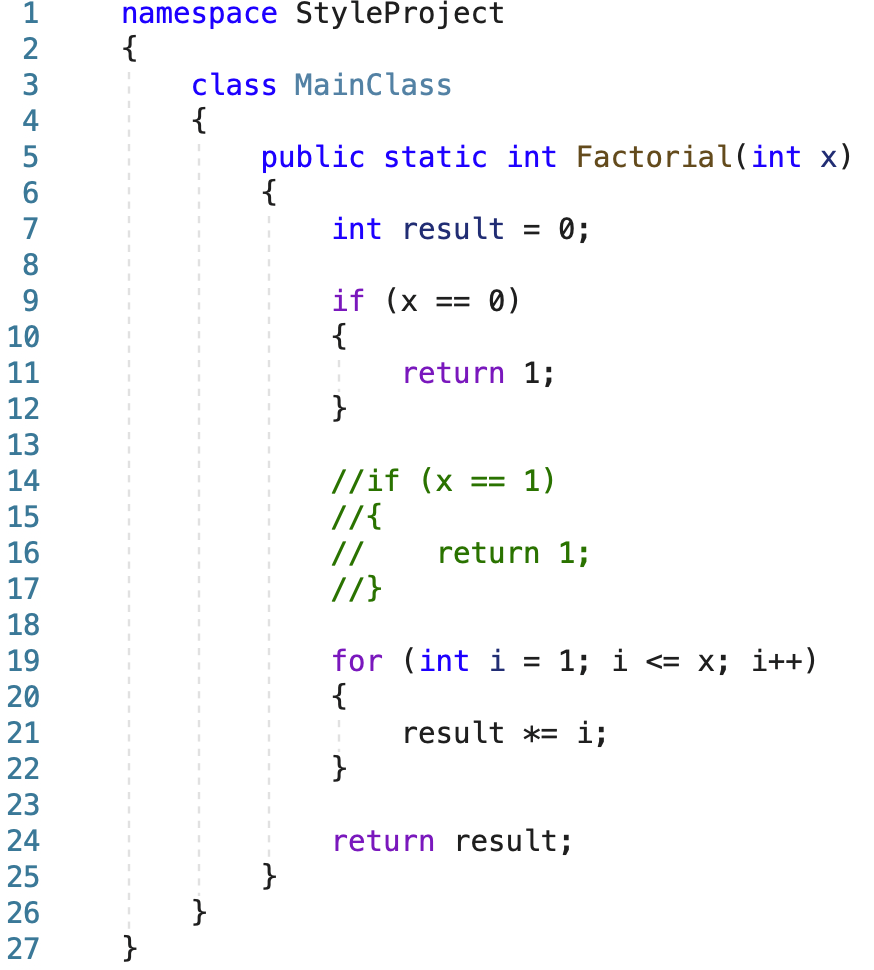 1 namespace StyleProject
2 {
3     class MainClass
4     {
5         public static int Factorial(int x)
6         {
7             int result = 0;
8
9             if (x == 0)
10             {
11                 return 1;
12             }
13
14             //if (x == 1)
15             //{
16             //    return 1;
17             //}
18
19             for (int i = 1; i <= x; i++)
20             {
21                 result *= i;
22             }
23
24             return result;
25         }
26     }
27 }